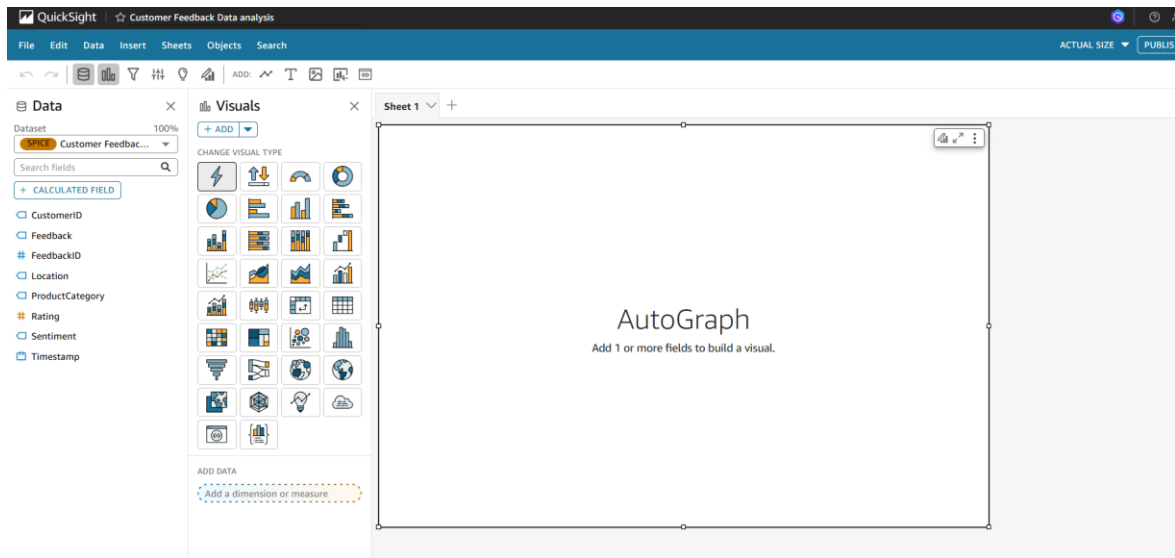 QuickSight
Customer Feedback Data analysis
File Edit Data Insert Sheets Objects Search
ACTUAL SIZE
PUBLIS
ADD:
Data
Dataset
100%
SPICE Customer Feedbac...
Search fields
+ CALCULATED FIELD
CustomerID
Feedback
# FeedbackID
Location
ProductCategory
# Rating
Sentiment
Timestamp
Visuals
+ ADD
CHANGE VISUAL TYPE
ADD DATA
Add a dimension or measure
Sheet 1
AutoGraph
Add 1 or more fields to build a visual.